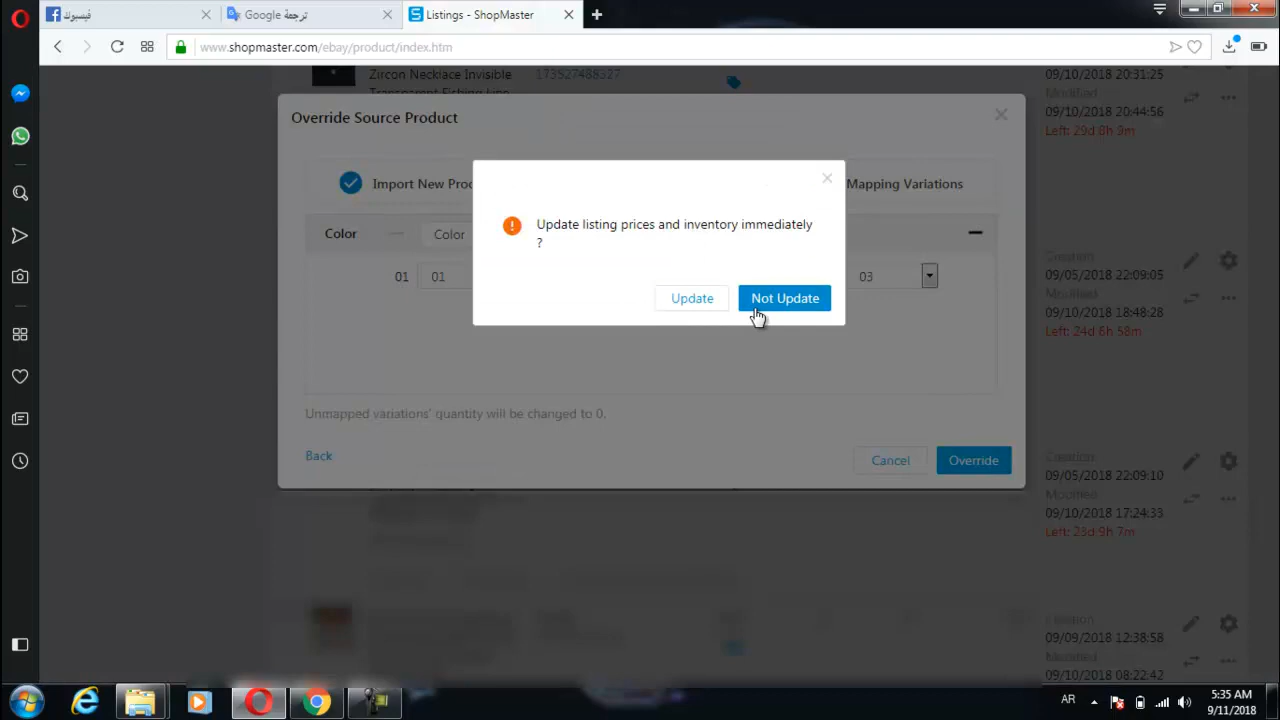 فيسبوك
ترجمة Google
Listings - ShopMaster
www.shopmaster.com/ebay/product/index.htm
Zircon Necklace Invisible
Transparent Fishing Line
173527488327
09/10/2018 20:31:25
Modified
09/10/2018 20:44:56
Left: 29d 8h 9m
Override Source Product
Import New Proc
Mapping Variations
Color
Color
01
01
03
Update listing prices and inventory immediately
?
Update
Not Update
Unmapped variations' quantity will be changed to 0.
Back
Cancel
Override
Creation
09/05/2018 22:09:05
Modified
09/10/2018 18:48:28
Left: 24d 6h 58m
Creation
09/05/2018 22:09:10
Modified
09/10/2018 17:24:33
Left: 23d 9h 7m
Creation
09/09/2018 12:38:58
Modified
09/10/2018 08:22:42
AR
5:35 AM
9/11/2018